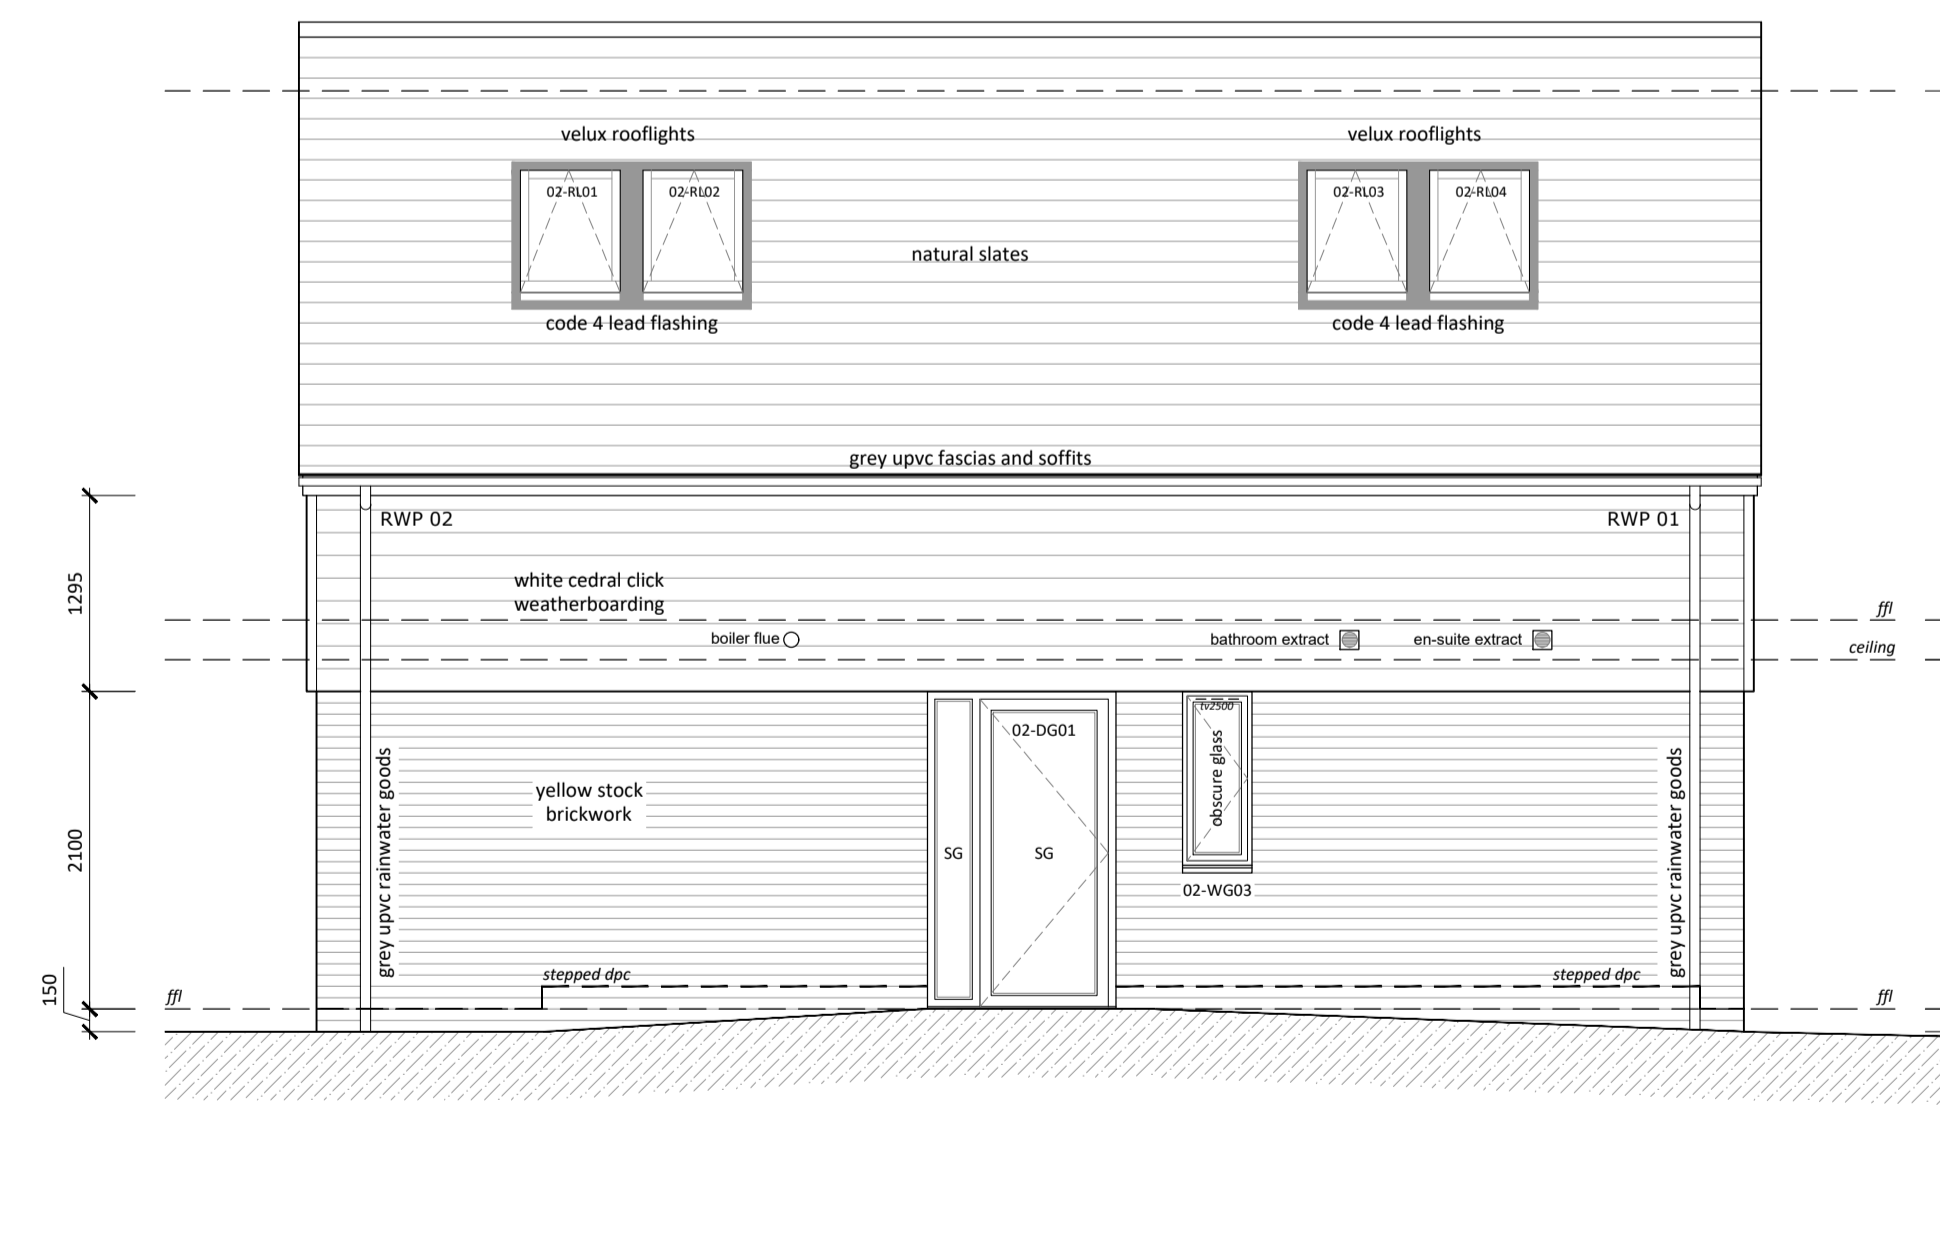 velux rooflights
velux rooflights
02-RL01
02-RL02
02-RL03
02-RL04
natural slates
code 4 lead flashing
code 4 lead flashing
grey upvc fascias and soffits
RWP 02
RWP 01
1295
white cedral click
weatherboarding
ffl
boiler flue
bathroom extract
en-suite extract
ceiling
tv2500
02-DG01
obscure glass
grey upvc rainwater goods
grey upvc rainwater goods
yellow stock
brickwork
2100
SG
SG
02-WG03
stepped dpc
stepped dpc
150
ffl
ffl